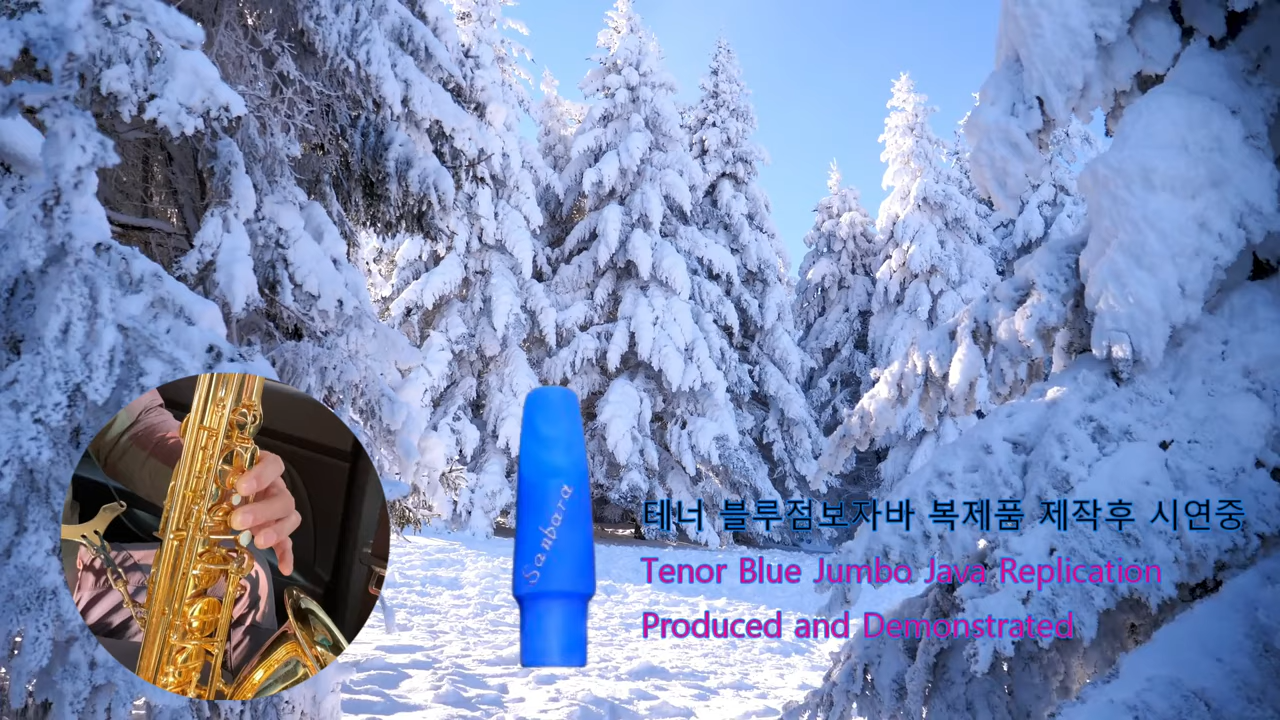 Sanbara
테너 블루점보자바 복제품 제작후 시연중
Tenor Blue Jumbo Java Replication
Produced and Demonstrated